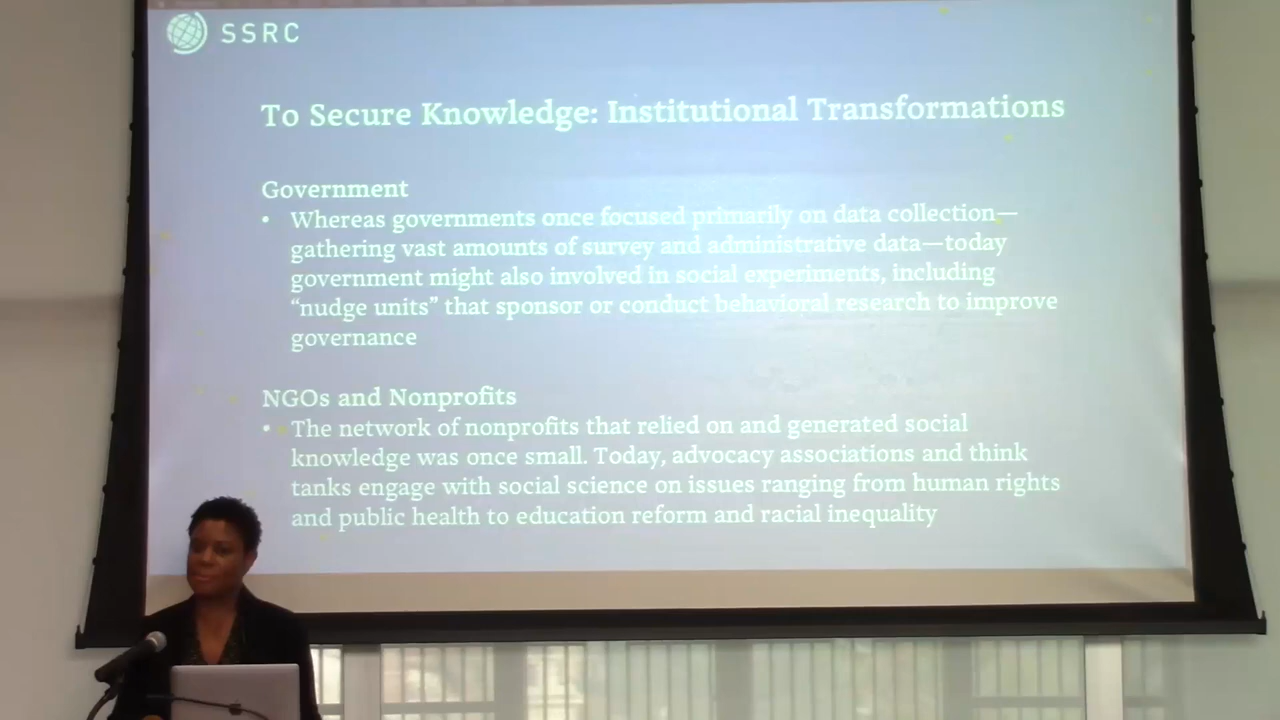 SSRC
To Secure Knowledge: Institutional Transformations
Government
• Whereas governments once focused primarily on data collection—
gathering vast amounts of survey and administrative data—today
government might also involved in social experiments, including
“nudge units” that sponsor or conduct behavioral research to improve
governance
NGOs and Nonprofits
• The network of nonprofits that relied on and generated social
knowledge was once small. Today, advocacy associations and think
tanks engage with social science on issues ranging from human rights
and public health to education reform and racial inequality